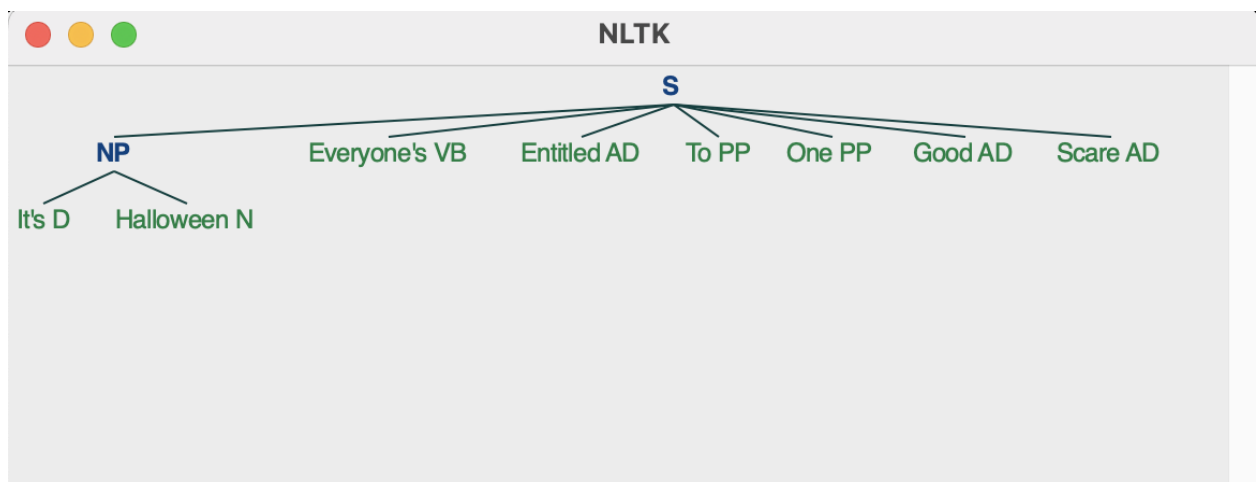 NLTK
S
NP Everyone's VB Entitled AD To PP One PP Good AD Scare AD
It's D Halloween N